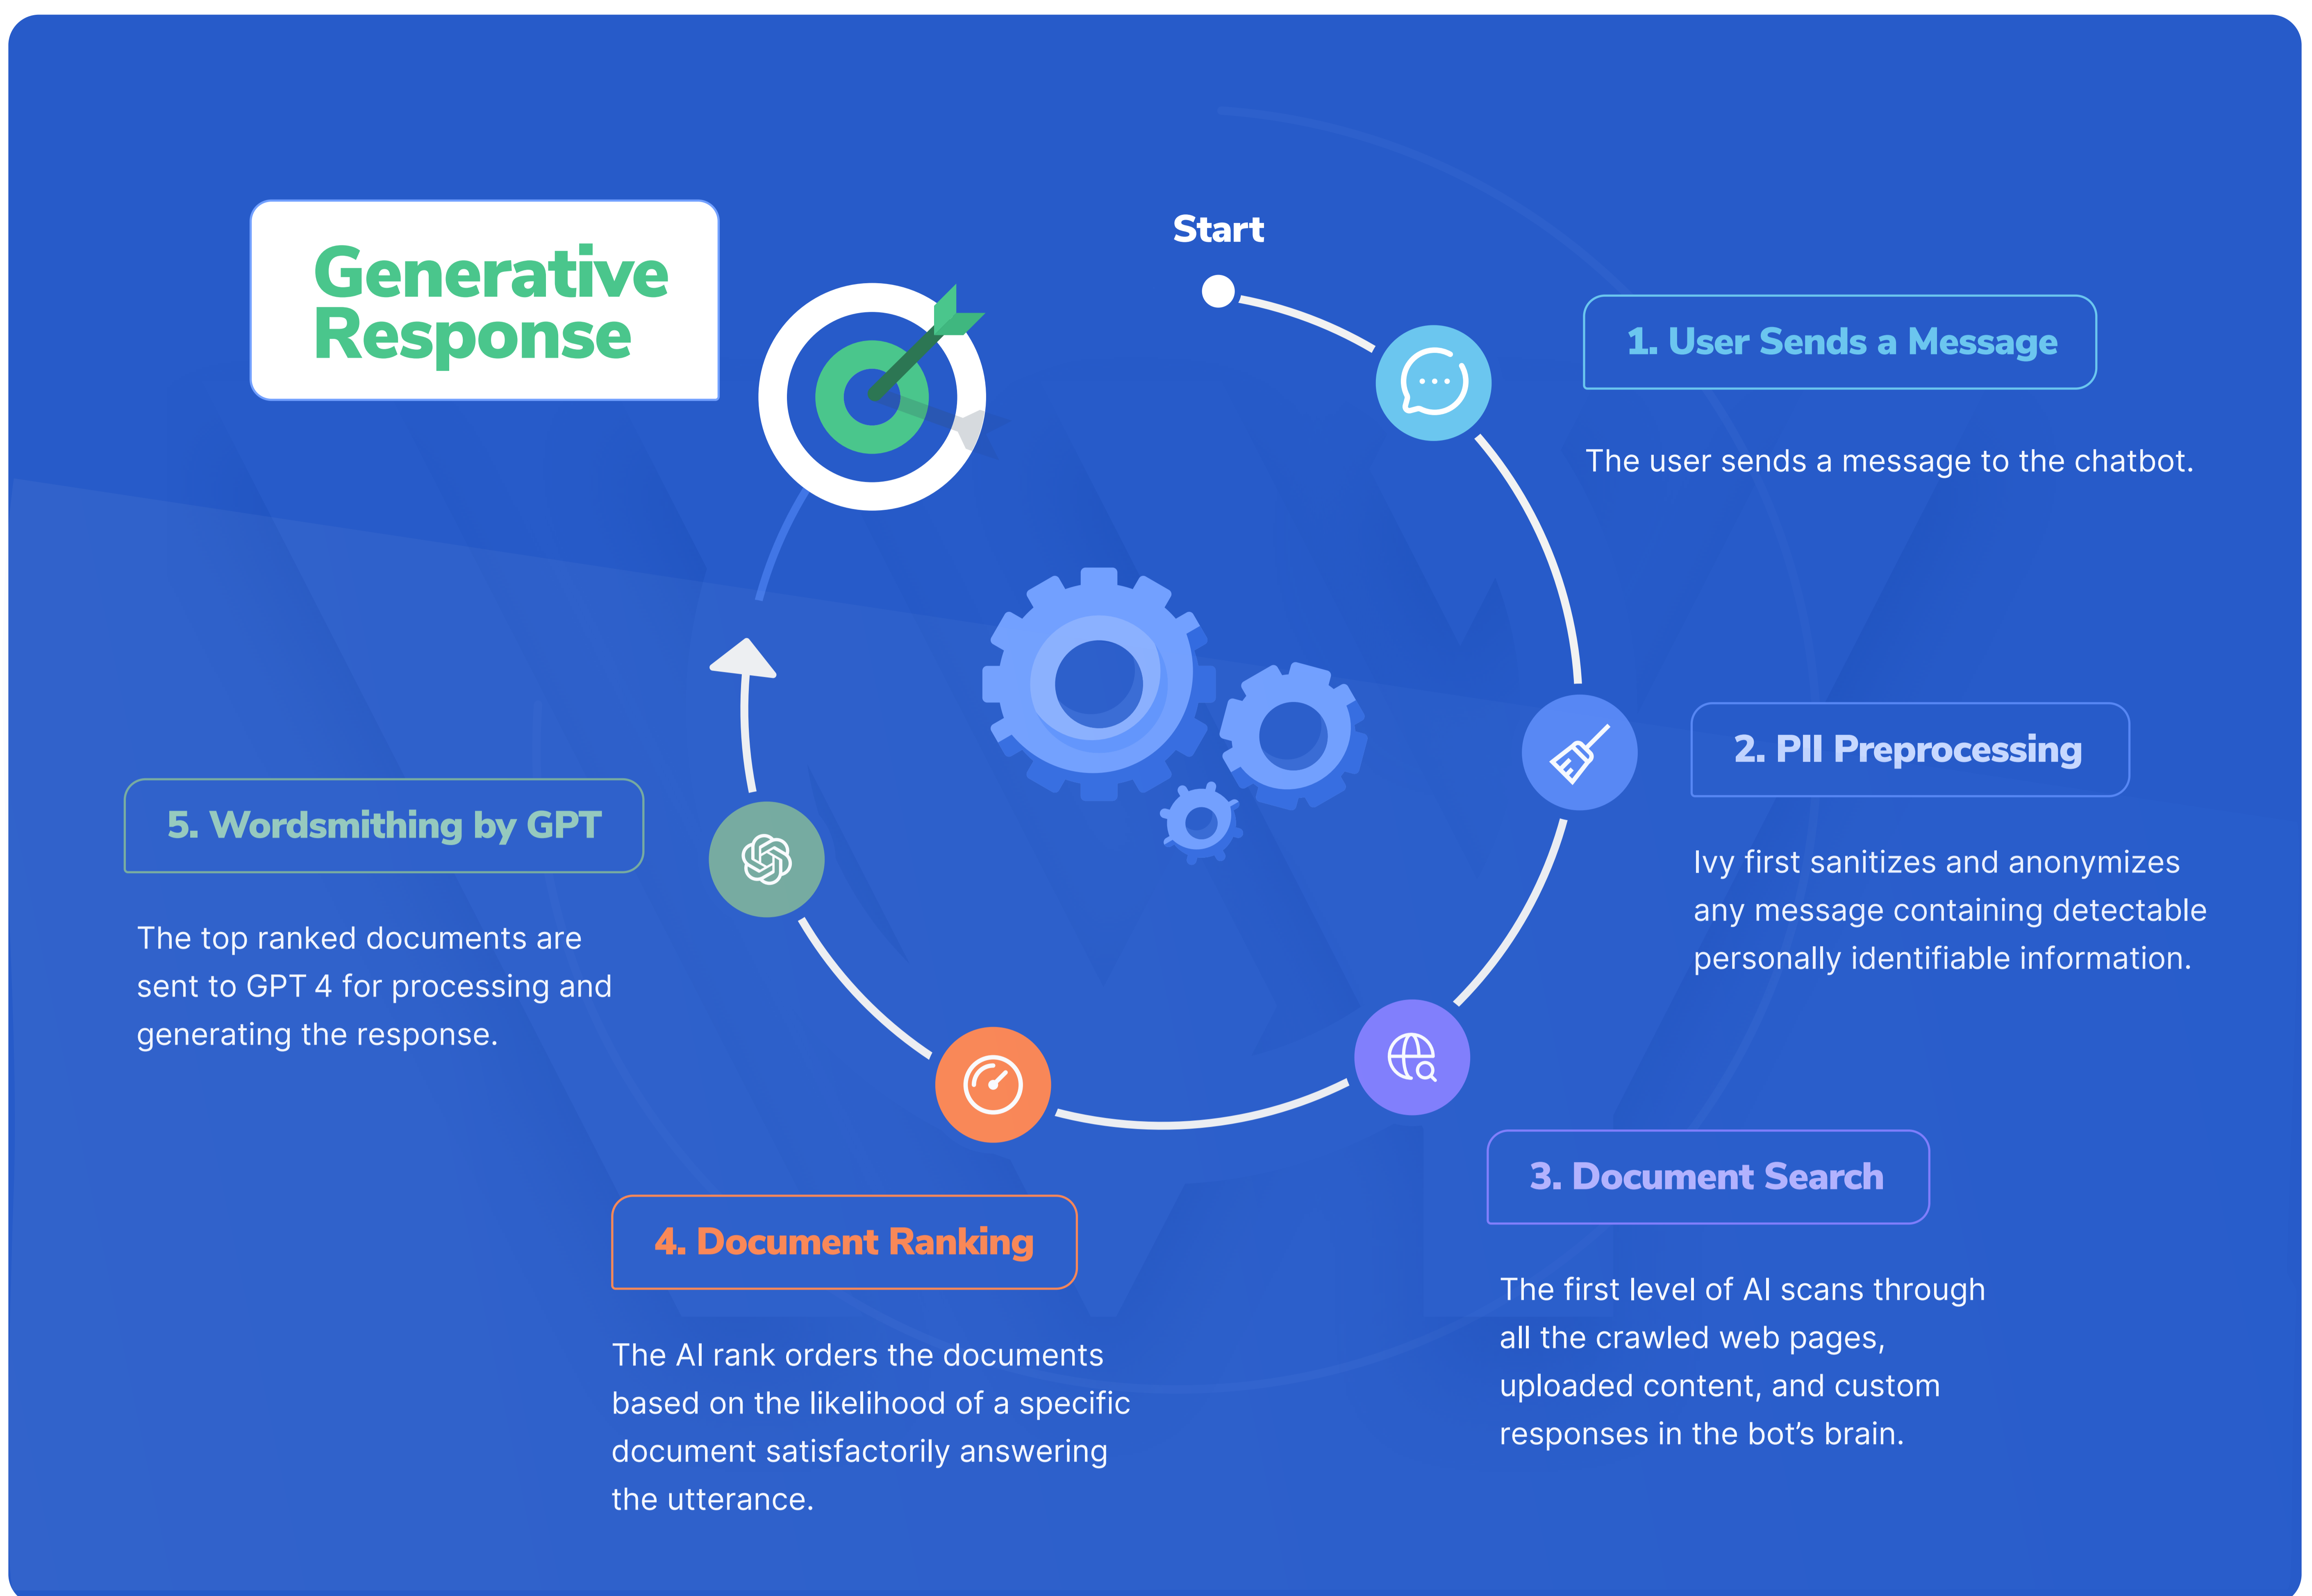 Start
1. User Sends a Message
The user sends a message to the chatbot.
2. PII Preprocessing
Ivy first sanitizes and anonymizes
any message containing detectable
personally identifiable information.
3. Document Search
The first level of AI scans through
all the crawled web pages,
uploaded content, and custom
responses in the bot’s brain.
4. Document Ranking
The AI rank orders the documents
based on the likelihood of a specific
document satisfactorily answering
the utterance.
5. Wordsmithing by GPT
The top ranked documents are
sent to GPT 4 for processing and
generating the response.
Generative
Response